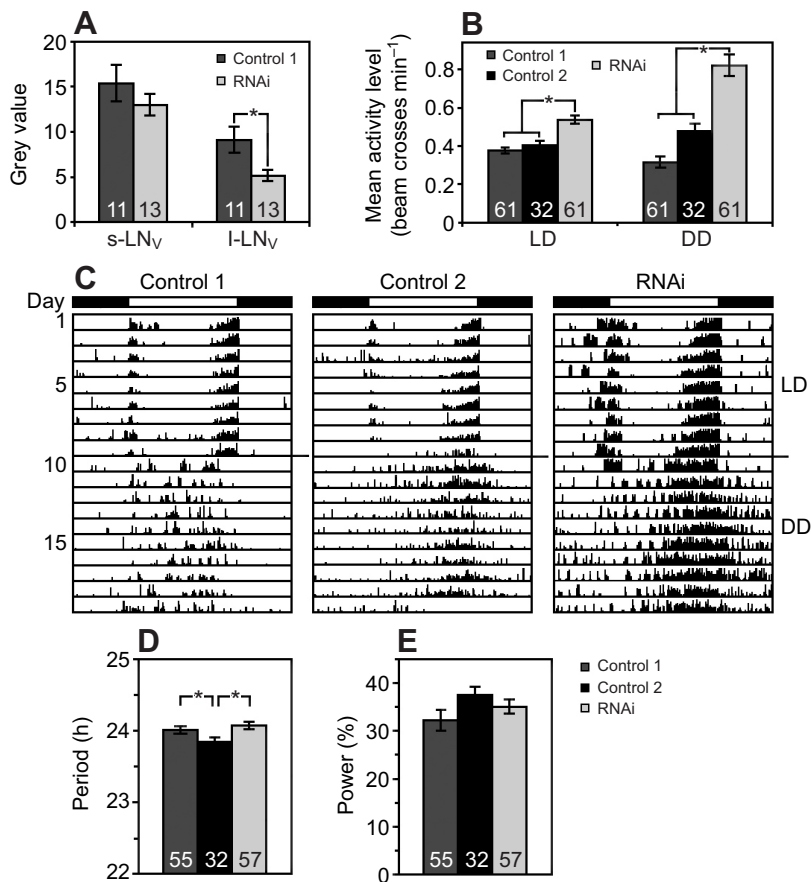 A
Control 1
RNAi
Grey value
20
15
10
5
0
*
11
13
11
13
s-LNV
l-LNV
B
Control 1
Control 2
RNAi
Mean activity level
(beam crosses min–1)
0.8
0.6
0.4
0.2
0
*
*
61
32
61
61
32
61
LD
DD
C
Control 1
Control 2
RNAi
Day
1
5
10
15
LD
DD
D
Period (h)
25
24
23
22
*
*
55
32
57
E
Power (%)
40
30
20
10
0
55
32
57
Control 1
Control 2
RNAi